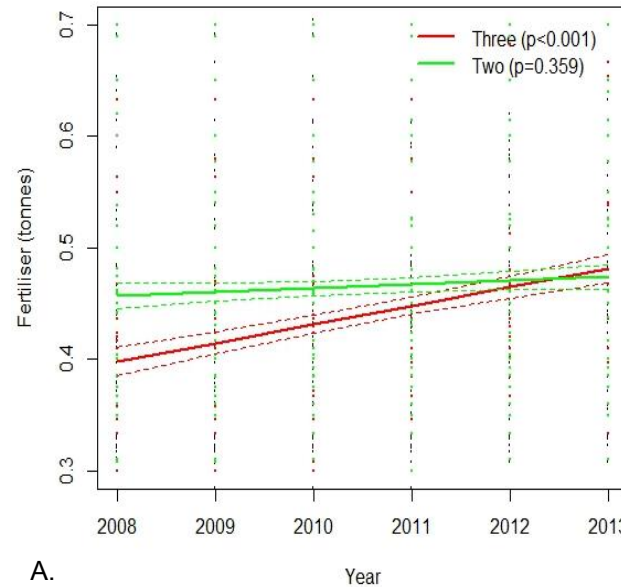 0.7
Three (p<0.001)
Two (p=0.359)
0.6
0.5
0.4
0.3
Fertiliser (tonnes)
2008 2009 2010 2011 2012 2013
A.
Year